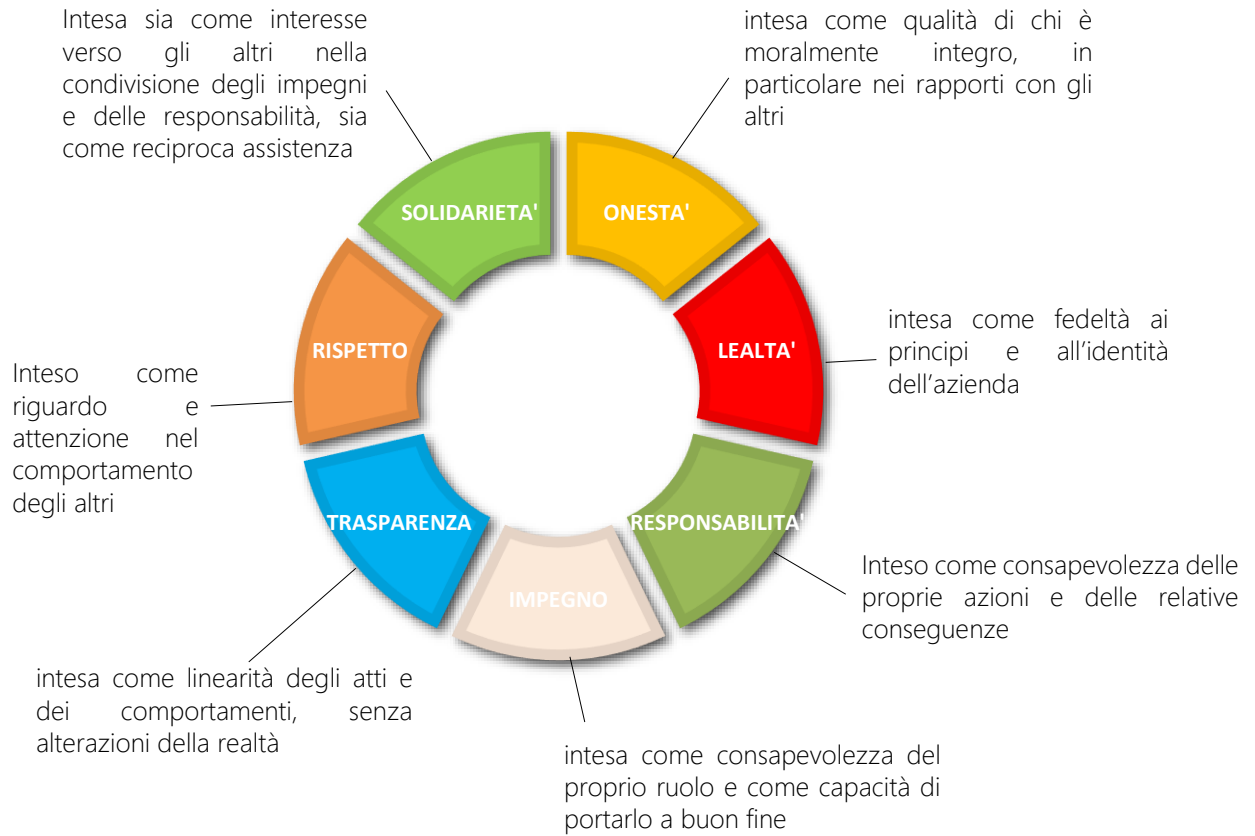 Intesa sia come interesse
verso gli altri nella
condivisione degli impegni
e delle responsabilità, sia
come reciproca assistenza
intesa come qualità di chi è
moralmente integro, in
particolare nei rapporti con gli
altri
SOLIDARIETA'
ONESTA'
RISPETTO
LEALTA'
intesa come fedeltà ai
principi e all’identità
dell’azienda
Inteso come
riguardo e
attenzione nel
comportamento
degli altri
TRASPARENZA
RESPONSABILITA'
IMPEGNO
Inteso come consapevolezza delle
proprie azioni e delle relative
conseguenze
intesa come linearità degli atti e
dei comportamenti, senza
alterazioni della realtà
intesa come consapevolezza del
proprio ruolo e come capacità di
portarlo a buon fine